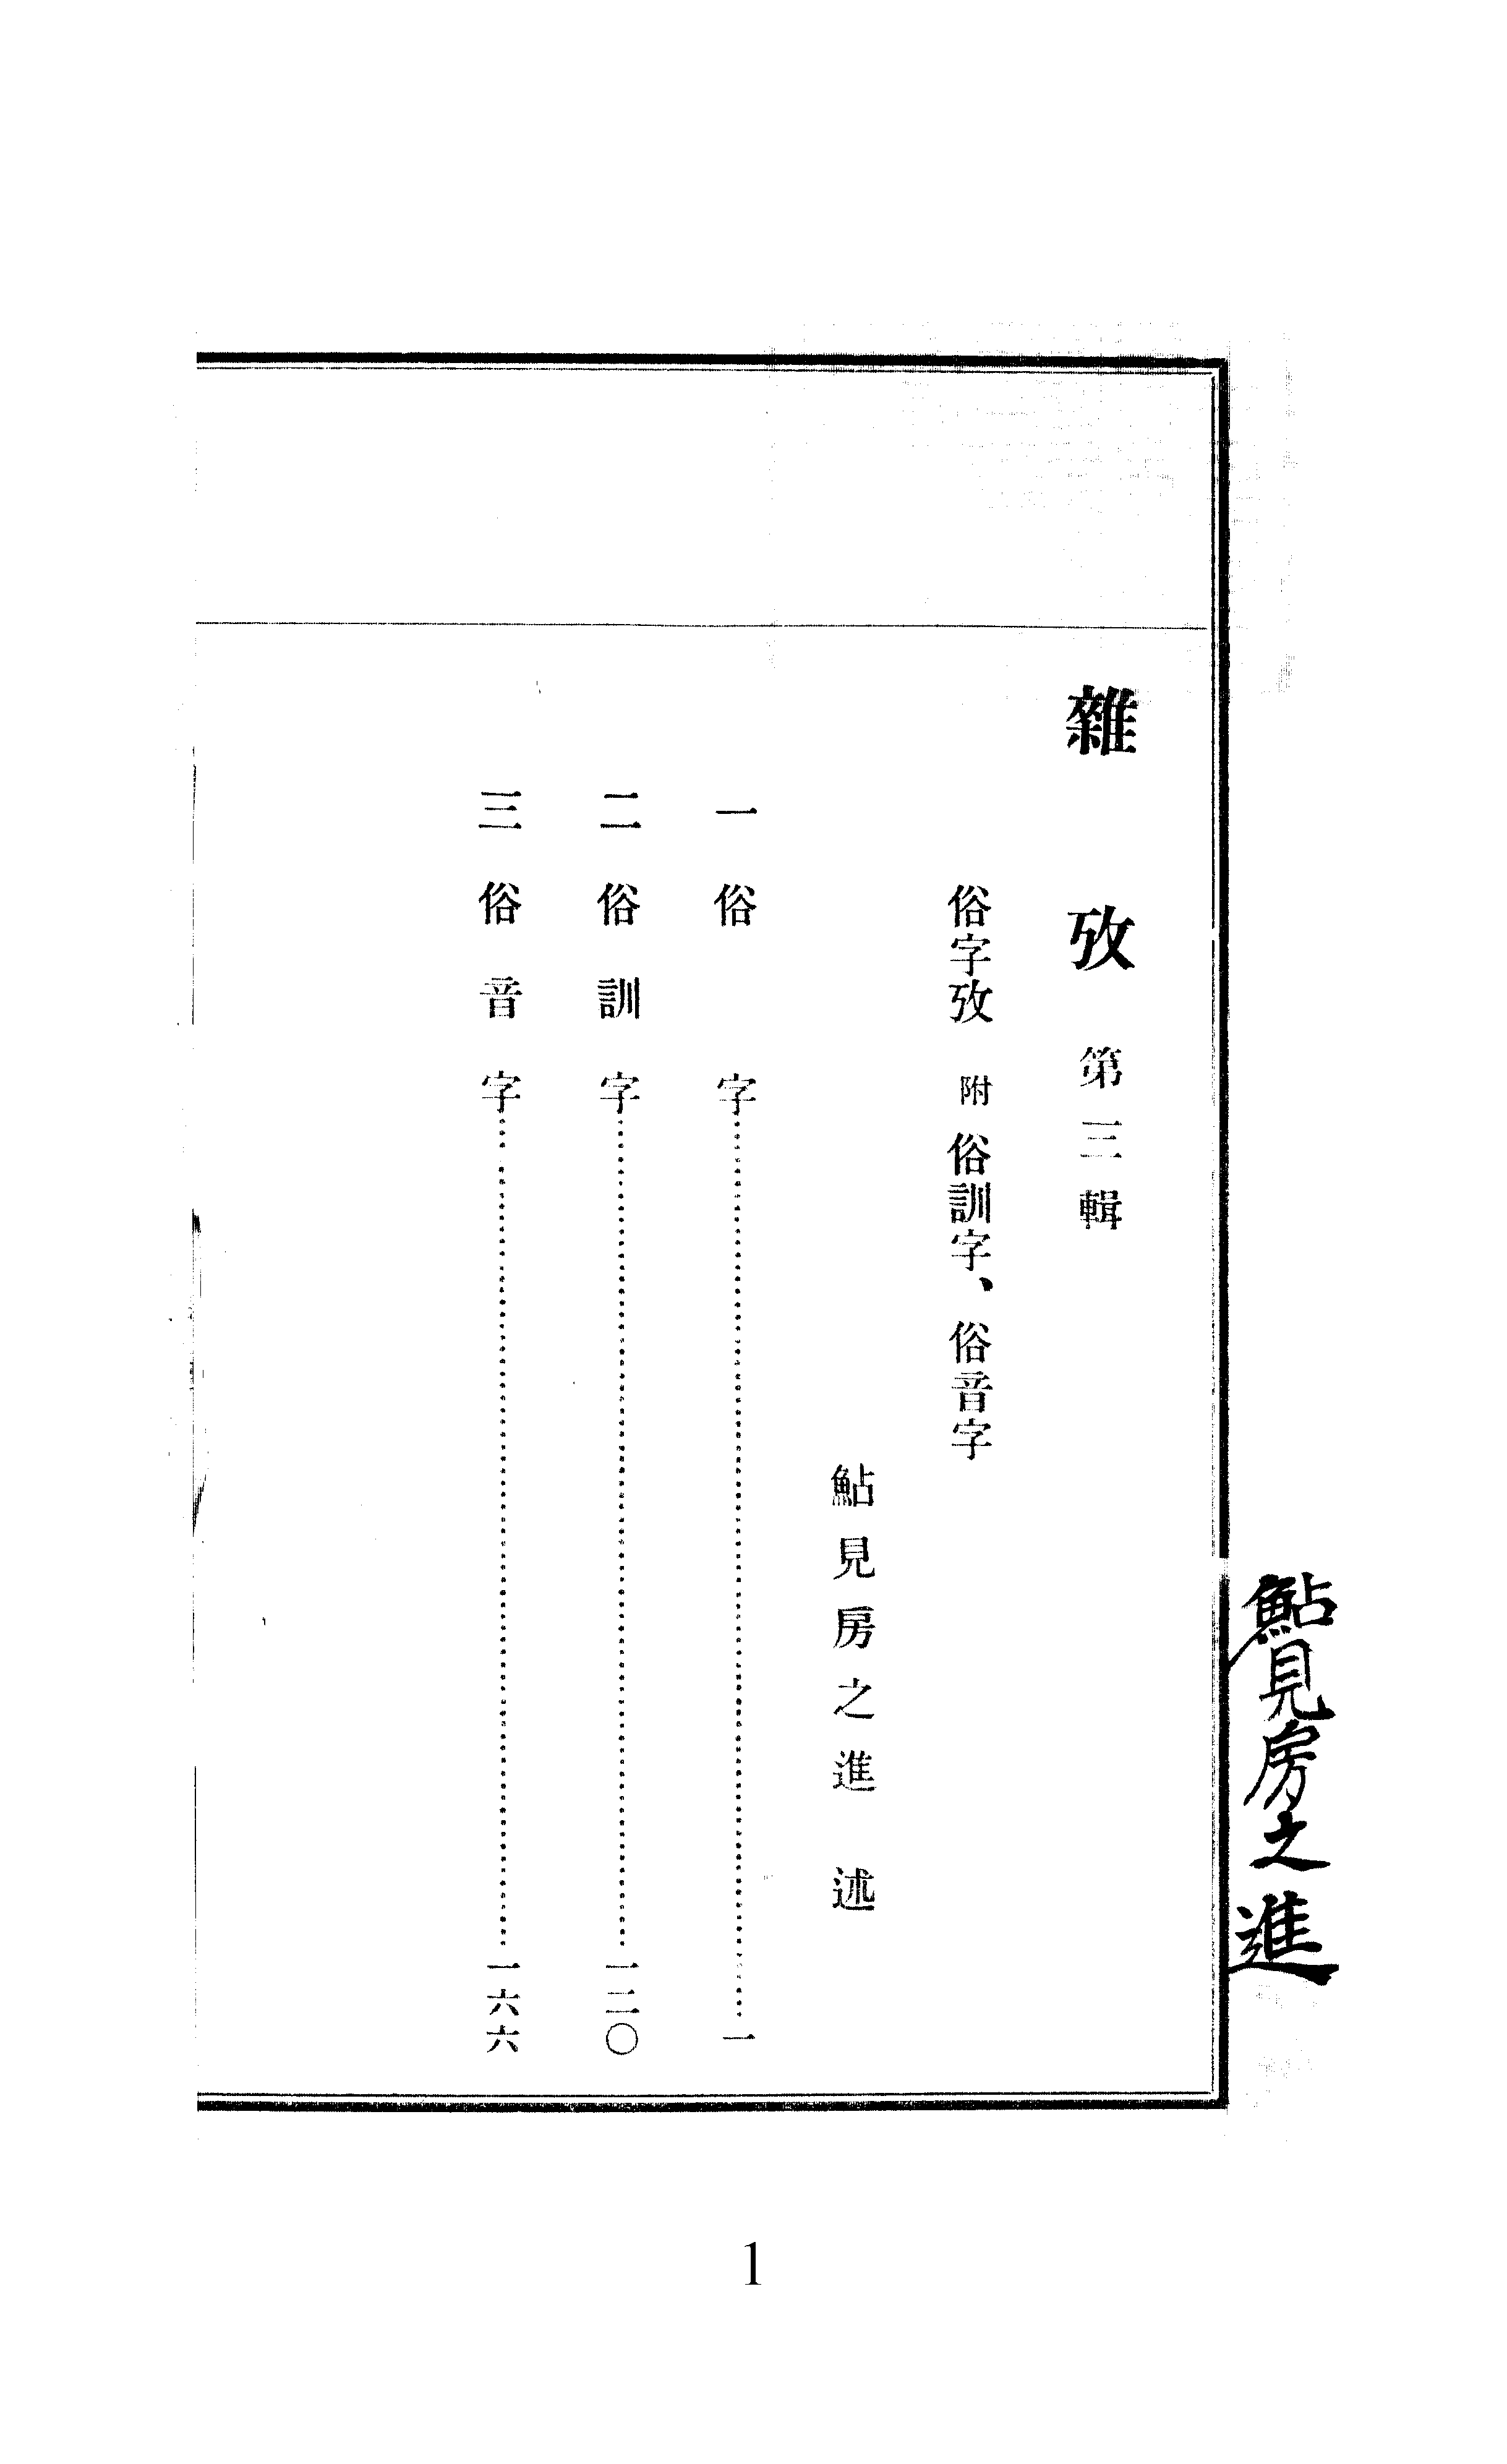 鮎見房之進
雜攷 第三輯
俗字攷 附 俗訓字、俗音字
鮎見房之進 述
一 俗字……一
二 俗訓字……一二〇
三 俗音字……一六六
1